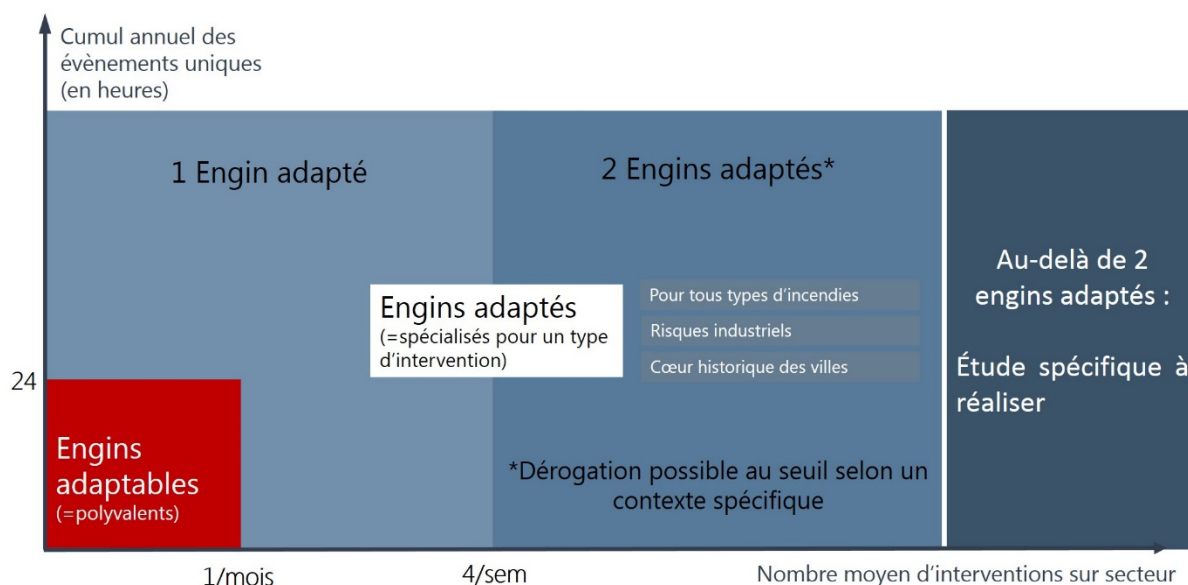 Cumul annuel des
évènements uniques
(en heures)
1 Engin adapté
2 Engins adaptés*
Au-delà de 2
engins adaptés :
Étude spécifique à
réaliser
Engins adaptés
(=spécialisés pour un type
d’intervention)
Pour tous types d’incendies
Risques industriels
Cœur historique des villes
24
Engins
adaptables
(=polyvalents)
*Dérogation possible au seuil selon un
contexte spécifique
1/mois
4/sem
Nombre moyen d’interventions sur secteur